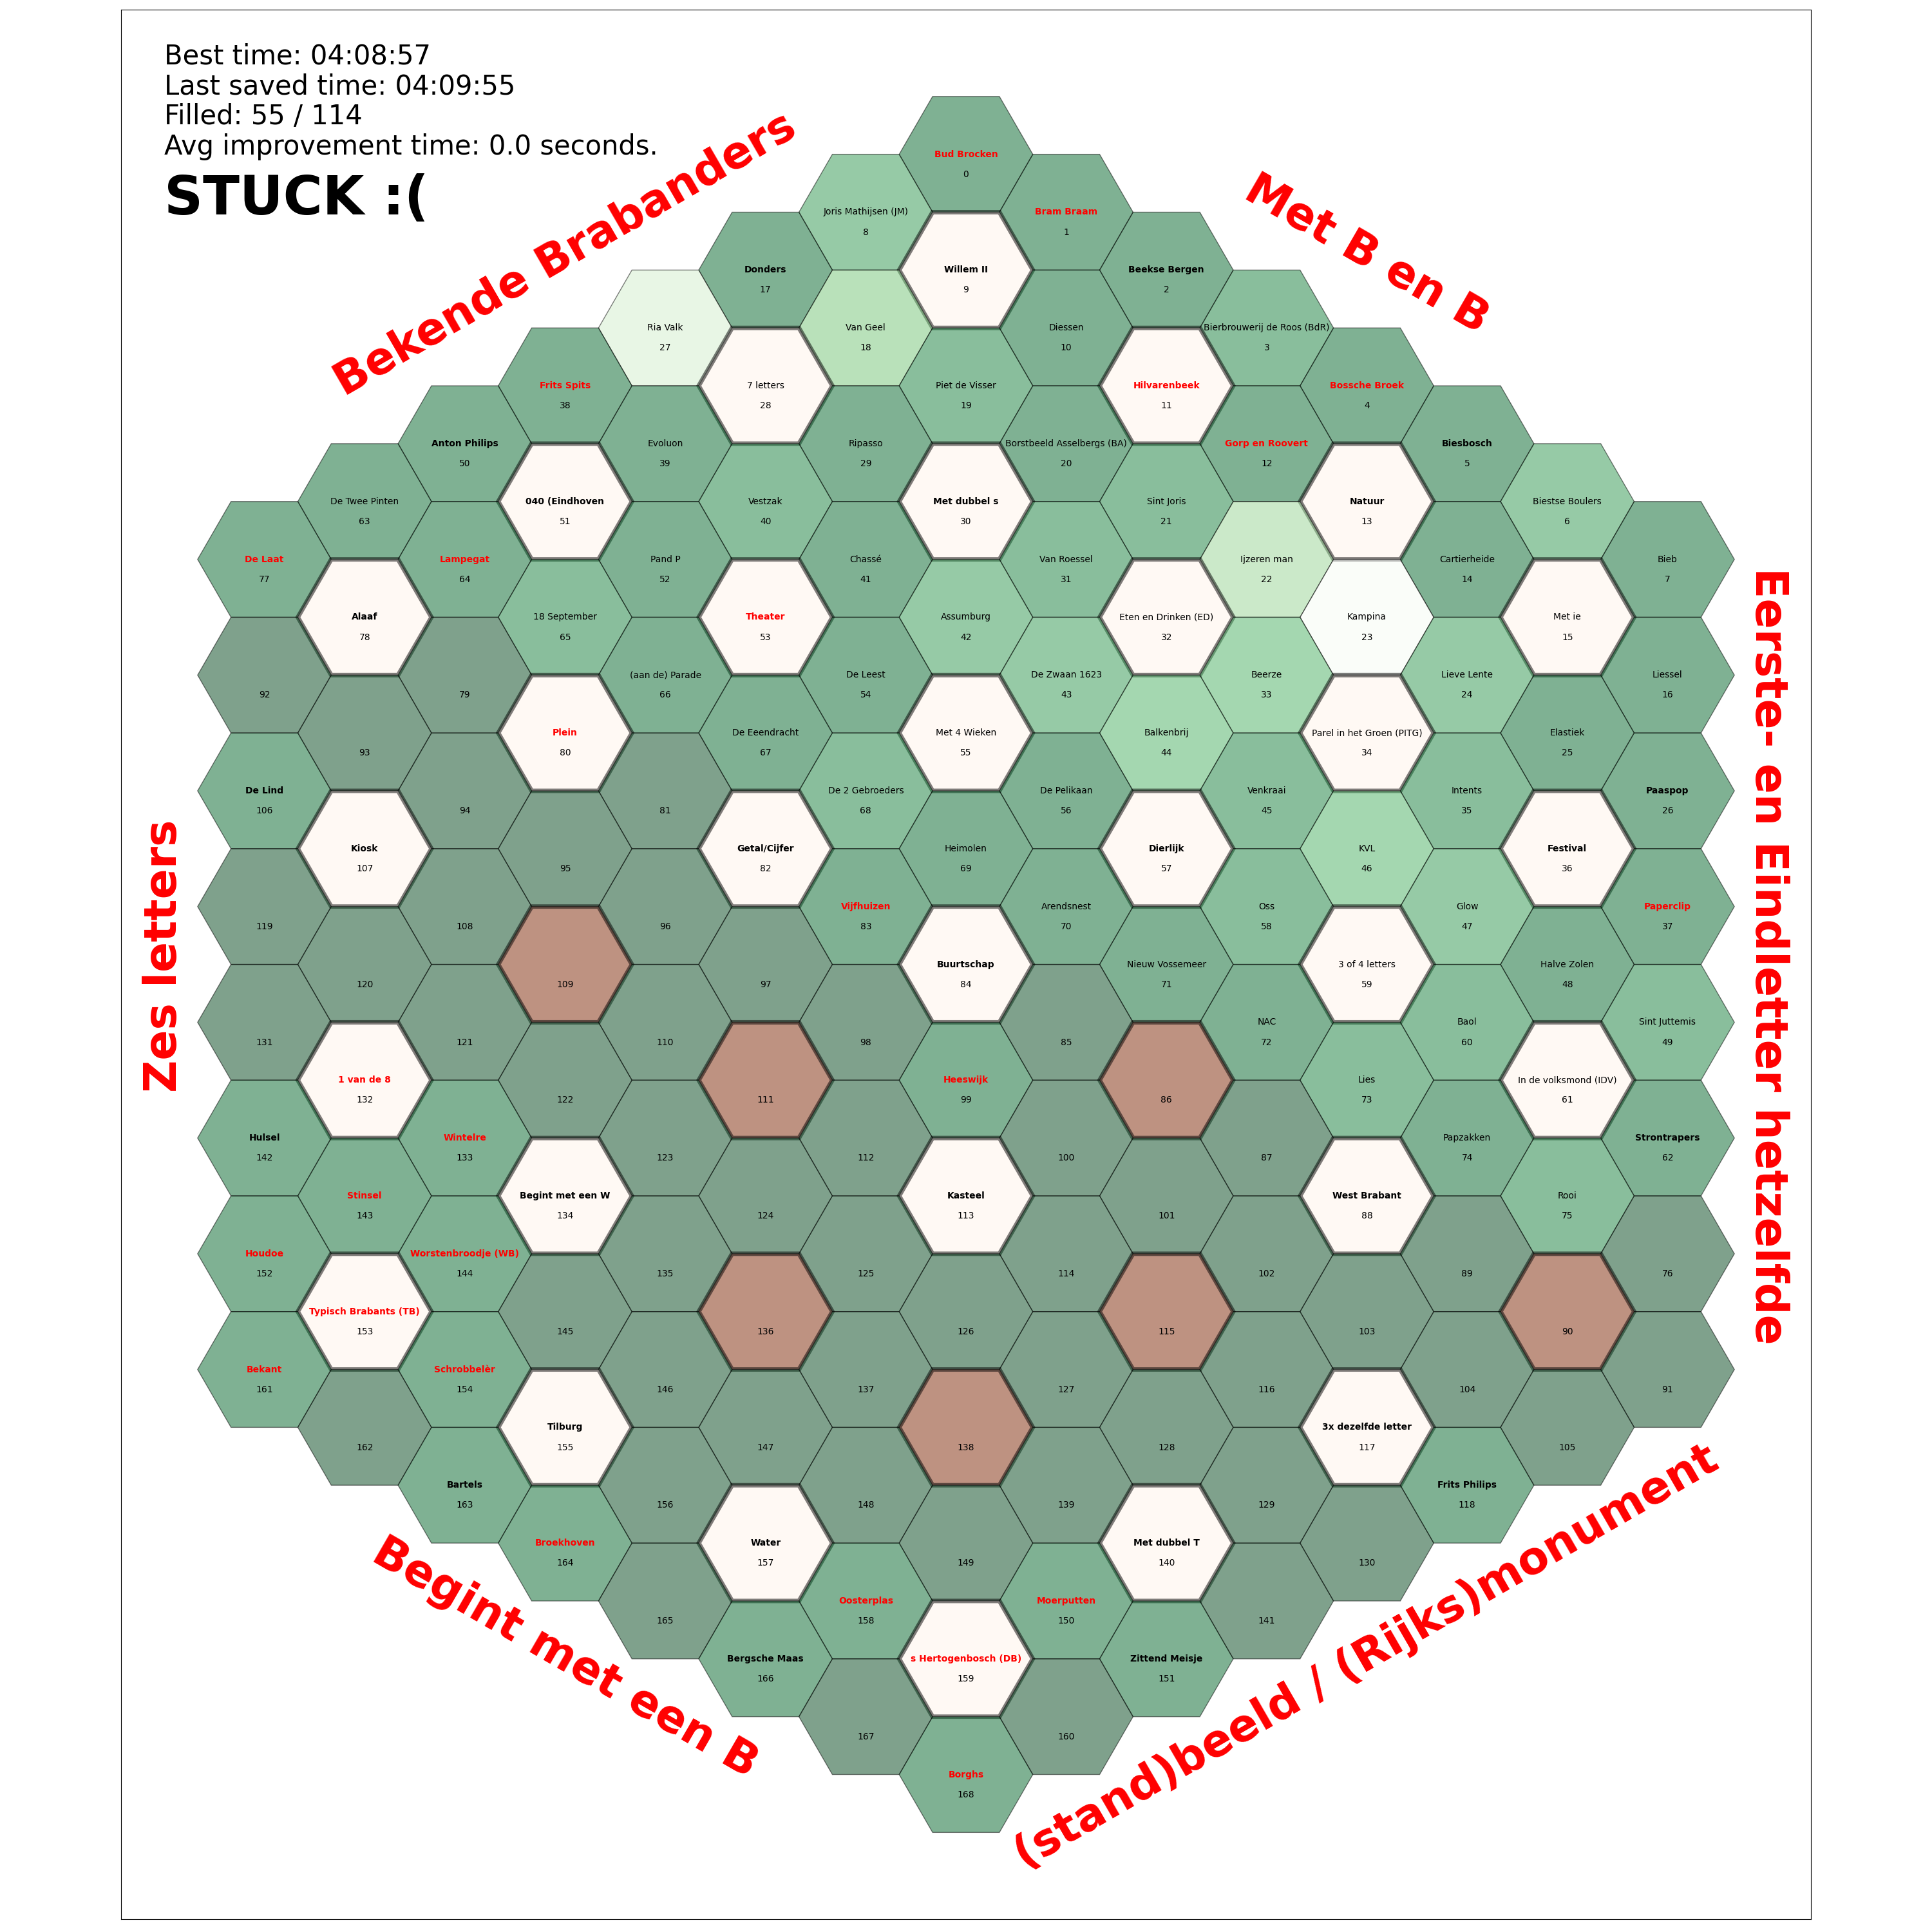 Best time: 04:08:57
Last saved time: 04:09:55
Filled: 55 / 114
Avg improvement time: 0.0 seconds.
STUCK :(
Bekende Brabanders
Met B en B
Eerste- en Eindletter hetzelfde
Zes letters
Begint met een B
(stand)beeld / (Rijks)monument
Bud Brocken
0
Bram Braam
1
Beekse Bergen
2
Bierbrouwerij de Roos (BdR)
3
Bossche Broek
4
Biesbosch
5
Biestse Boulers
6
Bieb
7
Joris Mathijsen (JM)
8
Willem II
9
Diessen
10
Hilvarenbeek
11
Gorp en Roovert
12
Natuur
13
Cartierheide
14
Met ie
15
Liessel
16
Donders
17
Van Geel
18
Piet de Visser
19
Borstbeeld Asselbergs (BA)
20
Sint Joris
21
Ijzeren man
22
Kampina
23
Lieve Lente
24
Elastiek
25
Paaspop
26
Ria Valk
27
7 letters
28
Ripasso
29
Met dubbel s
30
Van Roessel
31
Eten en Drinken (ED)
32
Beerze
33
Parel in het Groen (PITG)
34
Intents
35
Festival
36
Paperclip
37
Frits Spits
38
Evoluon
39
Vestzak
40
Chassé
41
Assumburg
42
De Zwaan 1623
43
Balkenbrij
44
Venkraai
45
KVL
46
Glow
47
Halve Zolen
48
Sint Juttemis
49
Anton Philips
50
040 (Eindhoven
51
Pand P
52
Theater
53
De Leest
54
Met 4 Wieken
55
De Pelikaan
56
Dierlijk
57
Oss
58
3 of 4 letters
59
Baol
60
In de volksmond (IDV)
61
Strontrapers
62
De Twee Pinten
63
Lampegat
64
18 September
65
(aan de) Parade
66
De Eeendracht
67
De 2 Gebroeders
68
Heimolen
69
Arendsnest
70
Nieuw Vossemeer
71
NAC
72
Lies
73
Papzakken
74
Rooi
75
76
De Laat
77
Alaaf
78
79
Plein
80
81
Getal/Cijfer
82
Vijfhuizen
83
Buurtschap
84
85
86
87
West Brabant
88
89
90
91
92
93
94
95
96
97
98
Heeswijk
99
100
101
102
103
104
105
De Lind
106
Kiosk
107
108
109
110
111
112
Kasteel
113
114
115
116
3x dezelfde letter
117
Frits Philips
118
119
120
121
122
123
124
125
126
127
128
129
130
131
1 van de 8
132
Wintelre
133
Begint met een W
134
135
136
137
138
139
Met dubbel T
140
141
Hulsel
142
Stinsel
143
Worstenbroodje (WB)
144
145
146
147
148
149
Moerputten
150
Zittend Meisje
151
Houdoe
152
Typisch Brabants (TB)
153
Schrobbelèr
154
Tilburg
155
156
Water
157
Oosterplas
158
s Hertogenbosch (DB)
159
160
Bekant
161
162
Bartels
163
Broekhoven
164
165
Bergsche Maas
166
167
Borghs
168